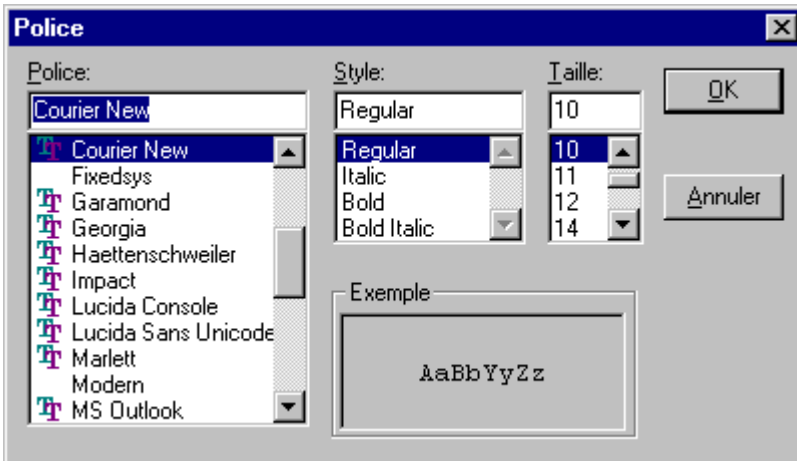 Police
Police:
Courier New
Courier New
Fixedsys
Garamond
Georgia
Haettenschweiler
Impact
Lucida Console
Lucida Sans Unicode
Marlett
Modern
MS Outlook
Style:
Regular
Regular
Italic
Bold
Bold Italic
Taille:
10
10
11
12
14
OK
Annuler
Exemple
AaBbYyZz